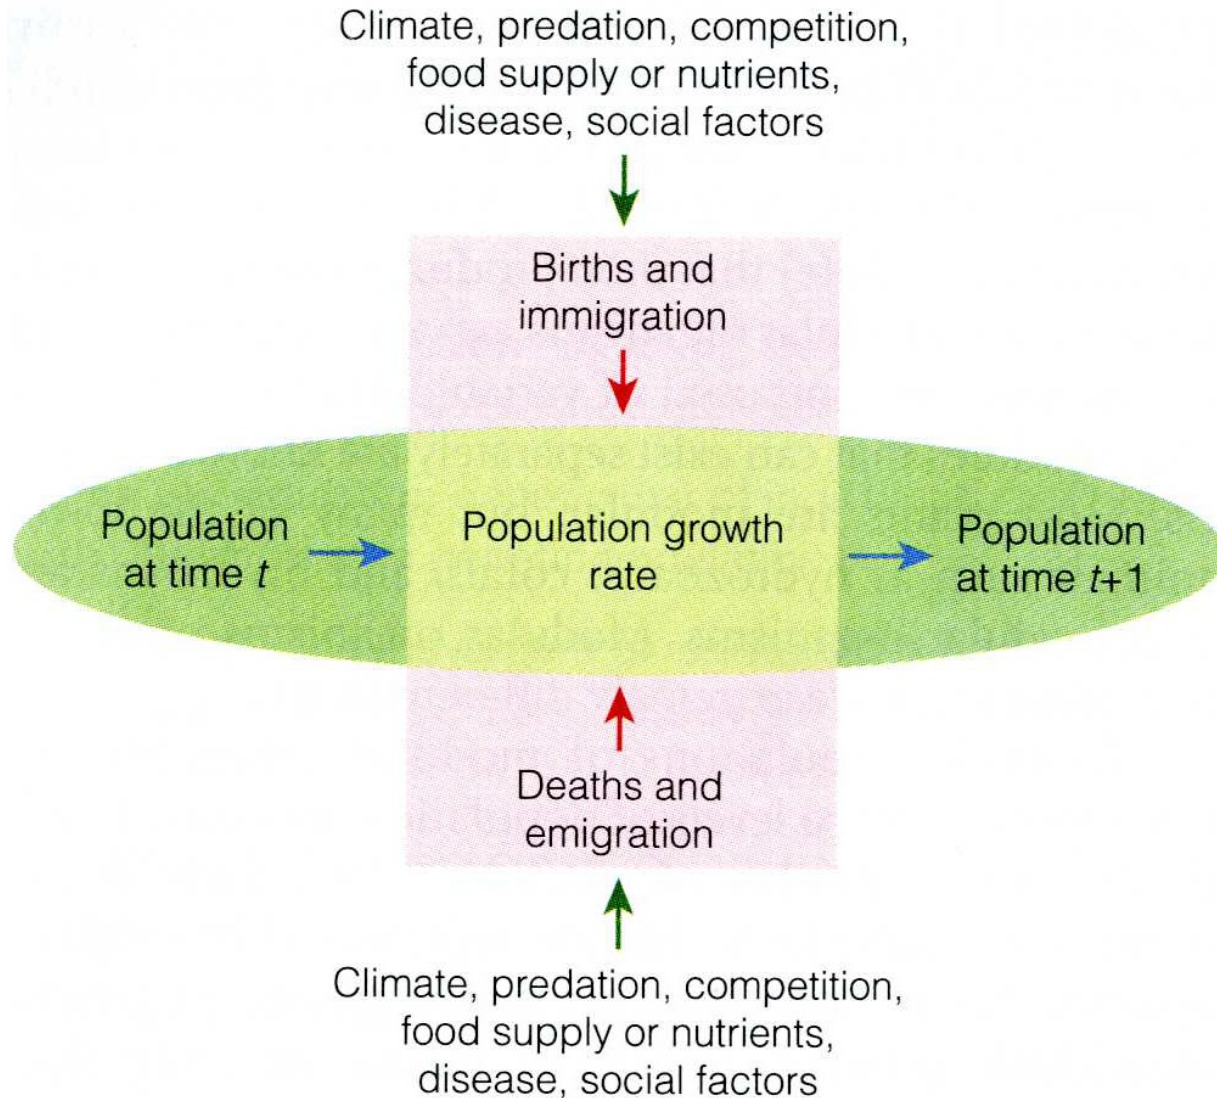 Climate, predation, competition,
food supply or nutrients,
disease, social factors
Births and
immigration
Population
at time t
Population growth
rate
Population
at time t+1
Deaths and
emigration
Climate, predation, competition,
food supply or nutrients,
disease, social factors